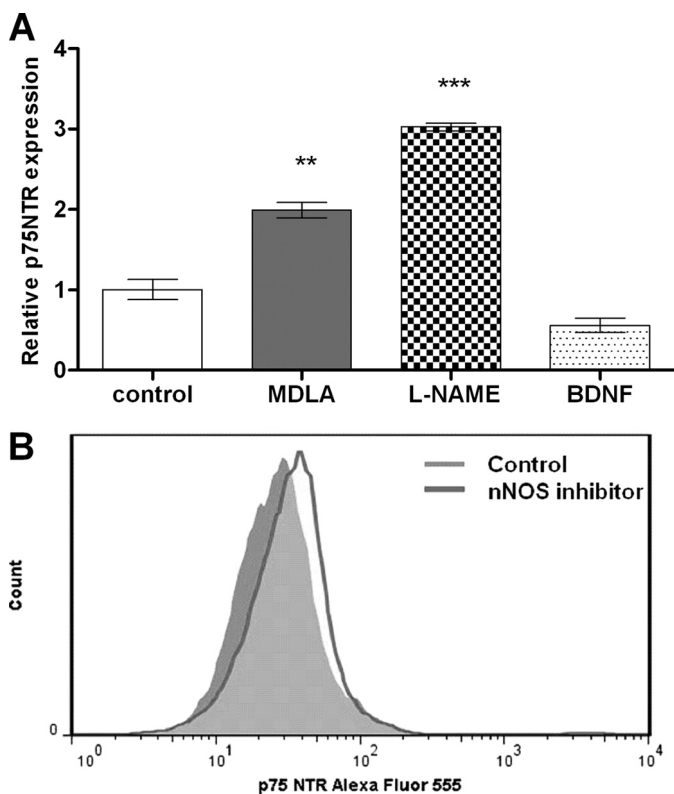 A
Relative p75NTR expression
4
3
2
1
0
**
***
control MDLA L-NAME BDNF
B
Control
nNOS inhibitor
Count
0
10⁰ 10¹ 10² 10³ 10⁴
p75 NTR Alexa Fluor 555